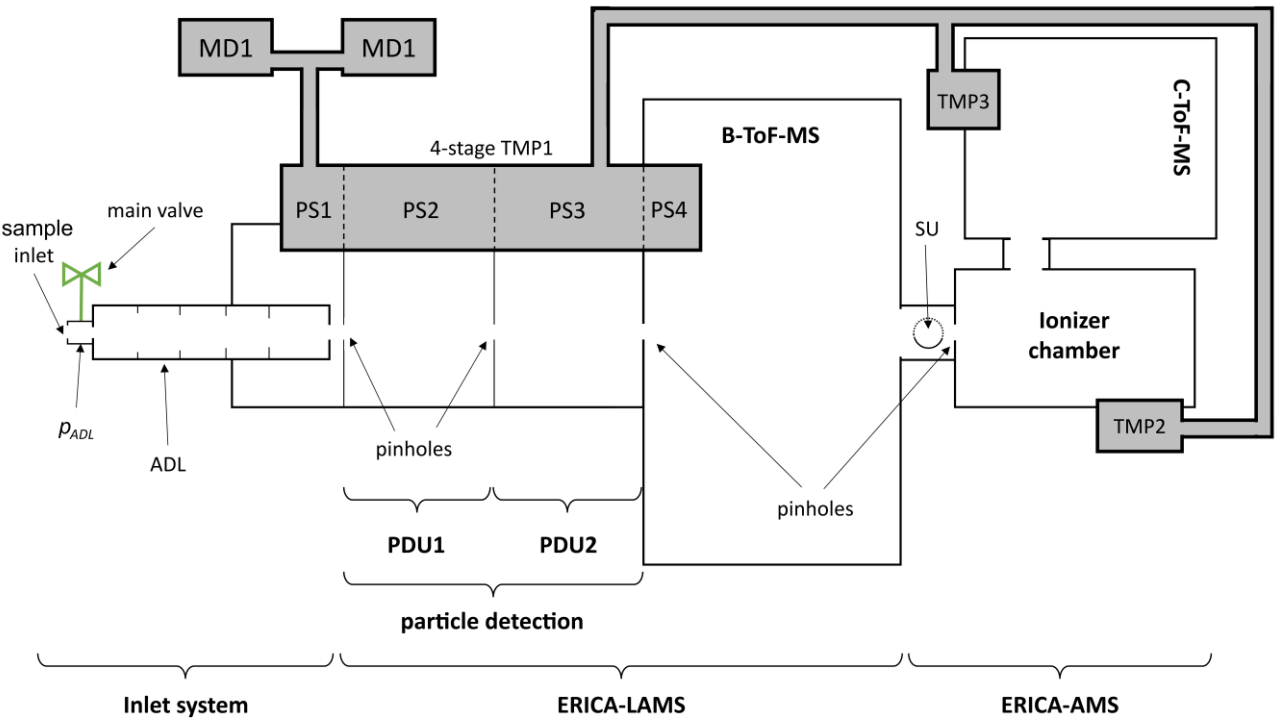 MD1
MD1
TMP3
C-ToF-MS
B-ToF-MS
4-stage TMP1
PS1
PS2
PS3
PS4
main valve
sample
inlet
SU
Ionizer
chamber
p_ADL
ADL
pinholes
TMP2
pinholes
PDU1
PDU2
particle detection
Inlet system
ERICA-LAMS
ERICA-AMS